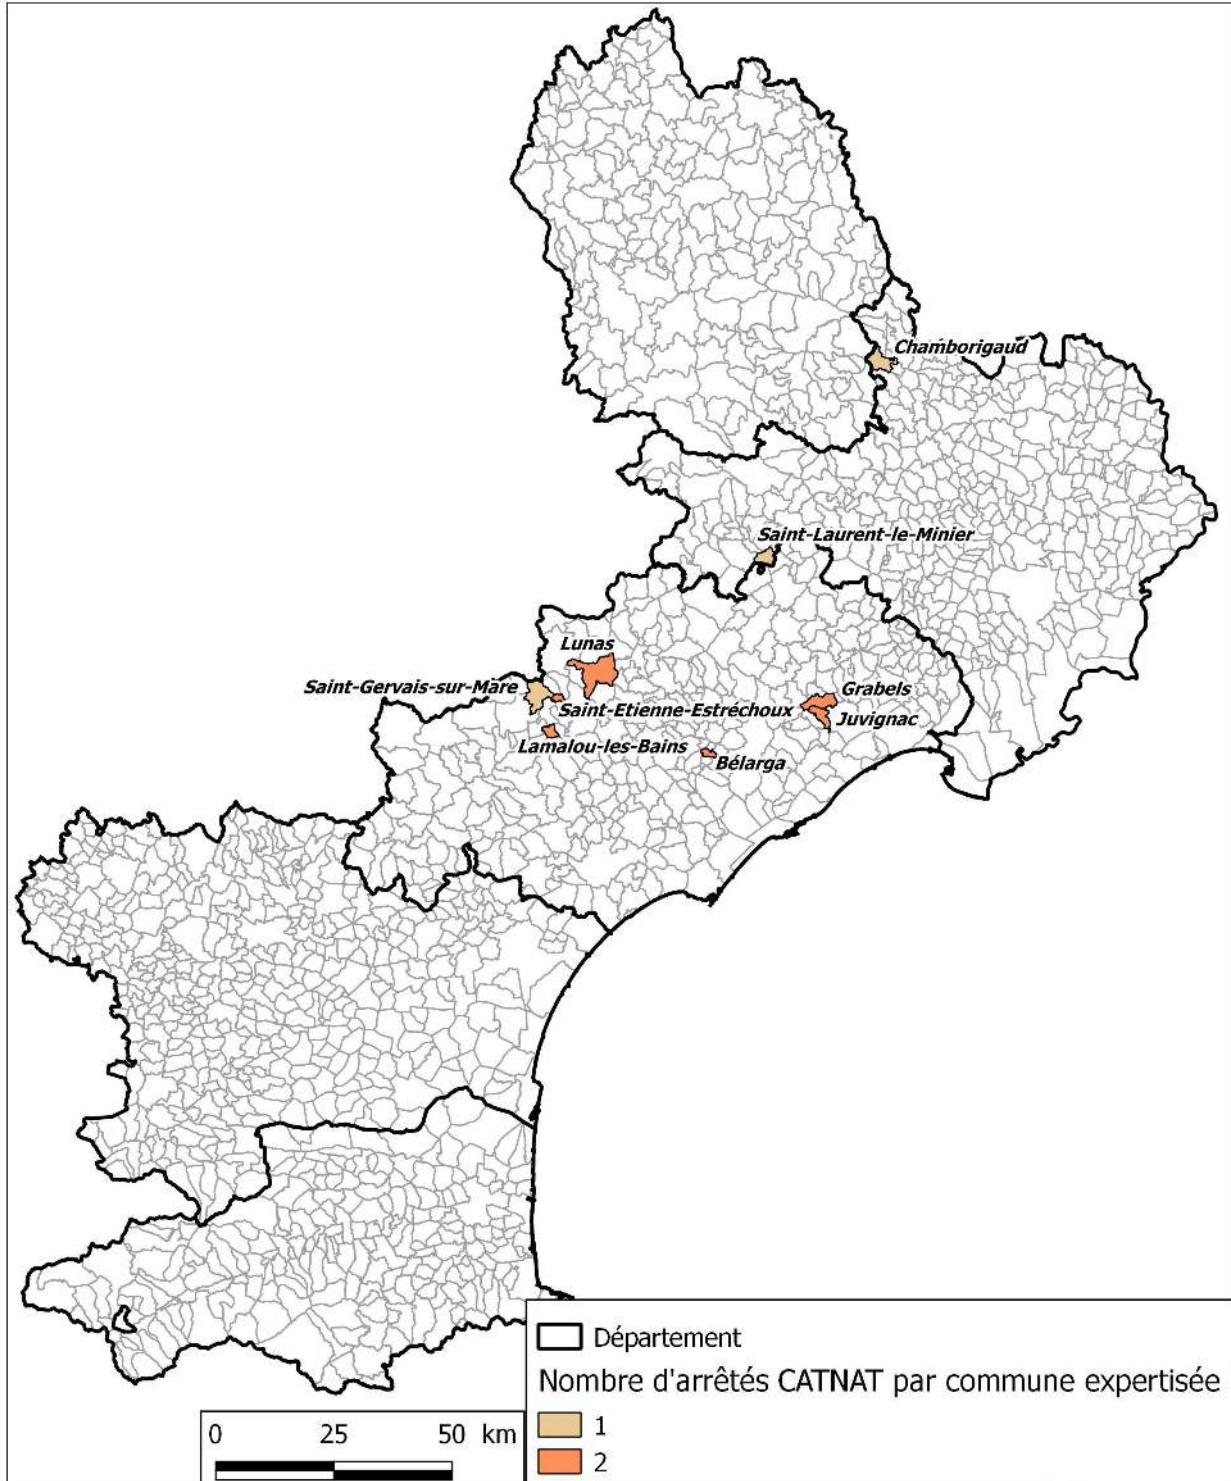 Chamborigaud
Saint-Laurent-le-Minier
Lunas
Saint-Gervais-sur-Mare
Grabels
Saint-Etienne-Estréchoux
Juvignac
Lamalou-les-Bains
Bélarga
Département
Nombre d'arrêtés CATNAT par commune expertisée
1
2
0 25 50 km